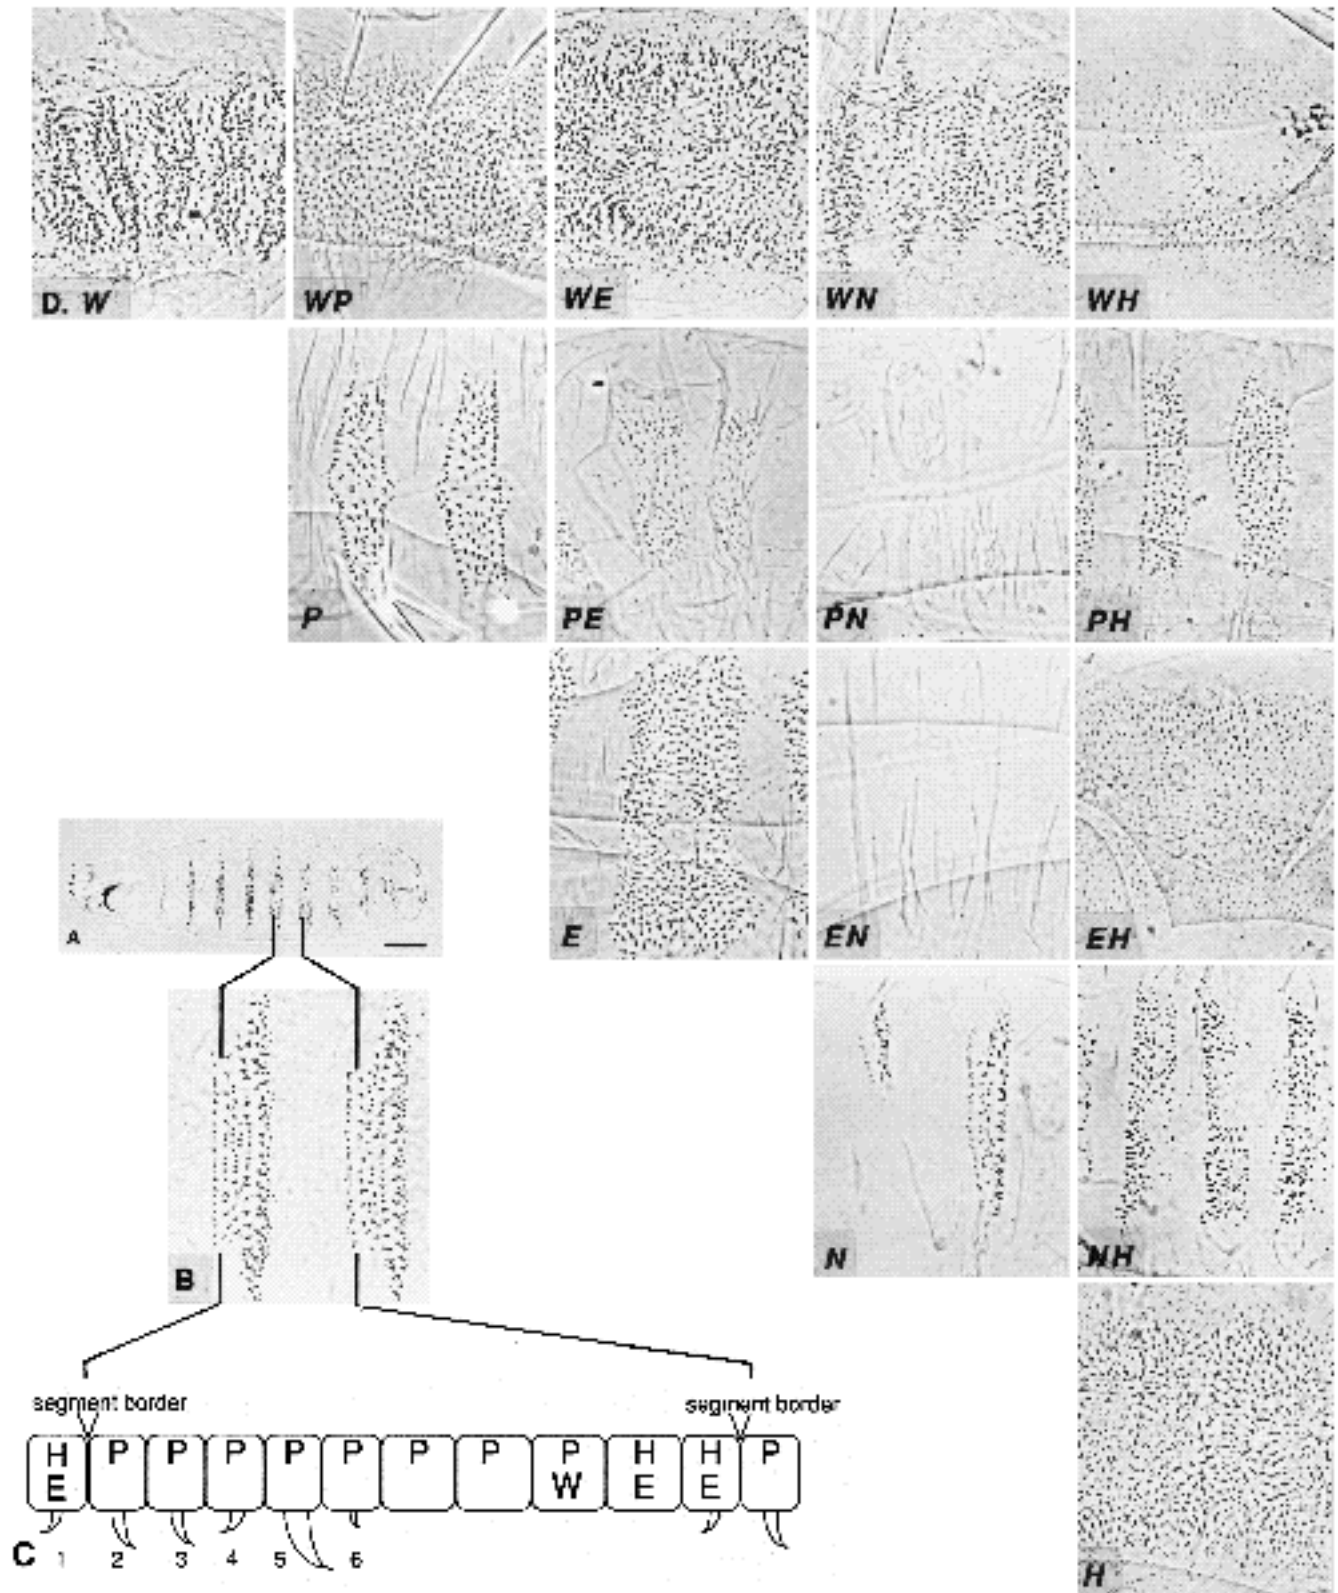 D. W WP WE WN WH
P PE PN PH
E EN EH
A
N NH
B
segment border segment border
H P P P P P P P P H H P
E W E E
C 1 2 3 4 5 6
H